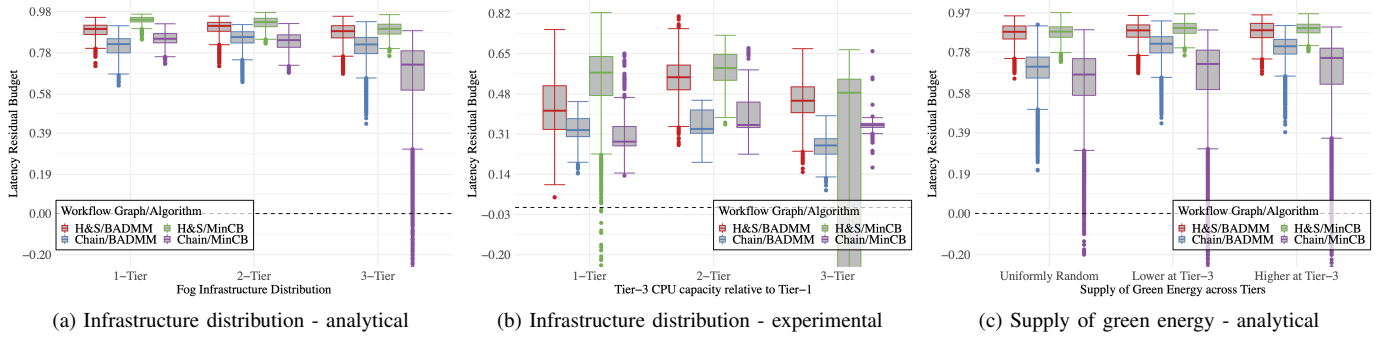 Latency Residual Budget
0.98
0.78
0.58
0.39
0.19
0.00
−0.20
Workflow Graph/Algorithm
H&S/BADMM
H&S/MinCB
Chain/BADMM
Chain/MinCB
1−Tier
2−Tier
3−Tier
Fog Infrastructure Distribution
(a) Infrastructure distribution - analytical
Latency Residual Budget
0.82
0.65
0.48
0.31
0.14
−0.03
−0.20
Workflow Graph/Algorithm
H&S/BADMM
H&S/MinCB
Chain/BADMM
Chain/MinCB
1−Tier
2−Tier
3−Tier
Tier−3 CPU capacity relative to Tier−1
(b) Infrastructure distribution - experimental
Latency Residual Budget
0.97
0.78
0.58
0.39
0.19
0.00
−0.20
Workflow Graph/Algorithm
H&S/BADMM
H&S/MinCB
Chain/BADMM
Chain/MinCB
Uniformly Random
Lower at Tier−3
Higher at Tier−3
Supply of Green Energy across Tiers
(c) Supply of green energy - analytical